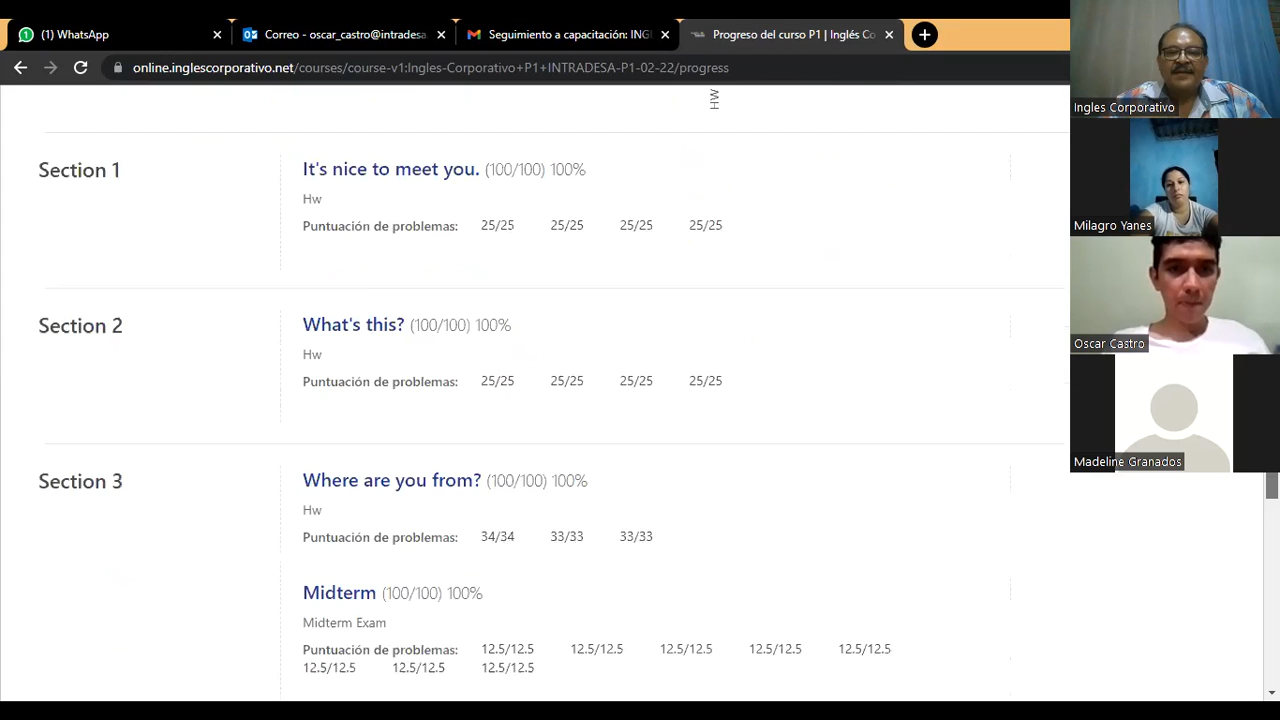 1
(1) WhatsApp
Correo - oscar_castro@intradesa
Seguimiento a capacitación: INGL
Progreso del curso P1 | Inglés Co
online.inglescorporativo.net/courses/course-v1:Ingles-Corporativo+P1+INTRADESA-P1-02-22/progress
HW
Section 1
It's nice to meet you. (100/100) 100%
Hw
Puntuación de problemas: 25/25 25/25 25/25 25/25
Section 2
What's this? (100/100) 100%
Hw
Puntuación de problemas: 25/25 25/25 25/25 25/25
Section 3
Where are you from? (100/100) 100%
Hw
Puntuación de problemas: 34/34 33/33 33/33
Midterm (100/100) 100%
Midterm Exam
Puntuación de problemas: 12.5/12.5 12.5/12.5 12.5/12.5 12.5/12.5 12.5/12.5
12.5/12.5 12.5/12.5 12.5/12.5
Ingles Corporativo
Milagro Yanes
Oscar Castro
Madeline Granados